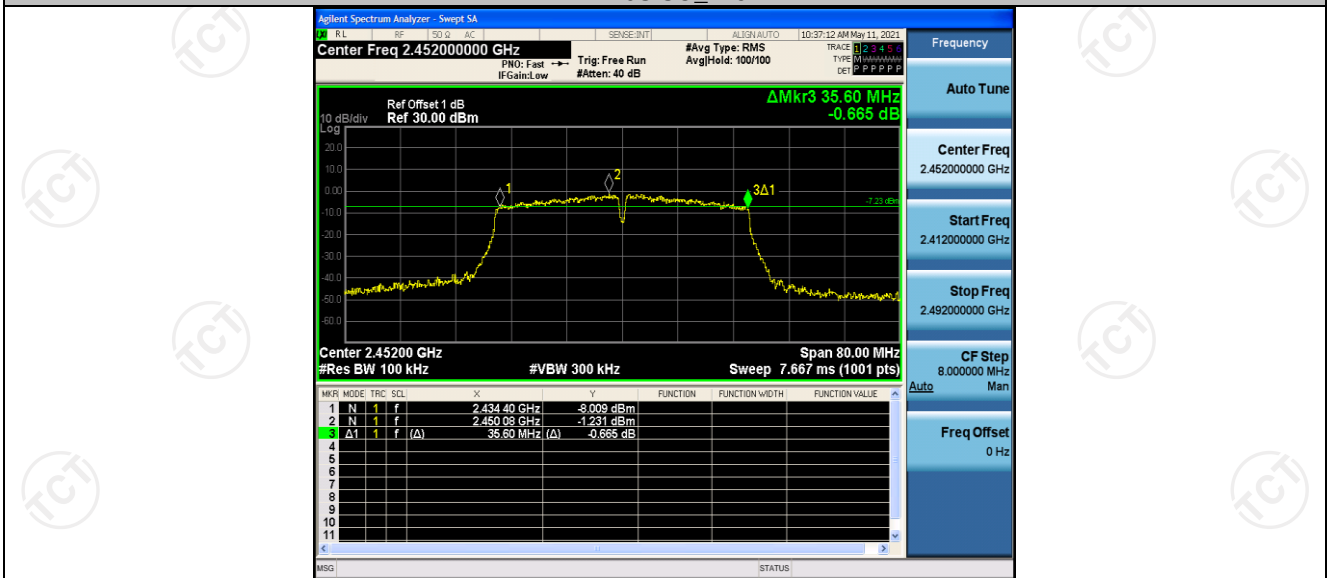 Agilent Spectrum Analyzer - Swept SA
RL RF 50 Ω AC SENSE:INT ALIGN AUTO 10:37:12 AM May 11, 2021
Center Freq 2.452000000 GHz
PNO: Fast
IFGain:Low
Trig: Free Run
#Atten: 40 dB
#Avg Type: RMS
Avg|Hold: 100/100
TRACE 1 2 3 4 5 6
TYPE M
DET P P P P P P
ΔMkr3 35.60 MHz
-0.665 dB
Ref Offset 1 dB
10 dB/div Ref 30.00 dBm
Log
20.0
10.0
0.00
-10.0
-20.0
-30.0
-40.0
-50.0
-60.0
1
2
3Δ1
-7.23 dBm
Center 2.45200 GHz Span 80.00 MHz
#Res BW 100 kHz #VBW 300 kHz Sweep 7.667 ms (1001 pts)
MKR MODE TRC SCL X Y FUNCTION FUNCTION WIDTH FUNCTION VALUE
1 N 1 f 2.434 40 GHz -8.009 dBm
2 N 1 f 2.450 08 GHz -1.231 dBm
3 Δ1 1 f (Δ) 35.60 MHz (Δ) -0.665 dB
4
5
6
7
8
9
10
11
MSG STATUS
Frequency
Auto Tune
Center Freq
2.452000000 GHz
Start Freq
2.412000000 GHz
Stop Freq
2.492000000 GHz
CF Step
8.000000 MHz
Auto Man
Freq Offset
0 Hz
TCT
TCT
TCT
TCT
TCT
TCT
TCT
TCT